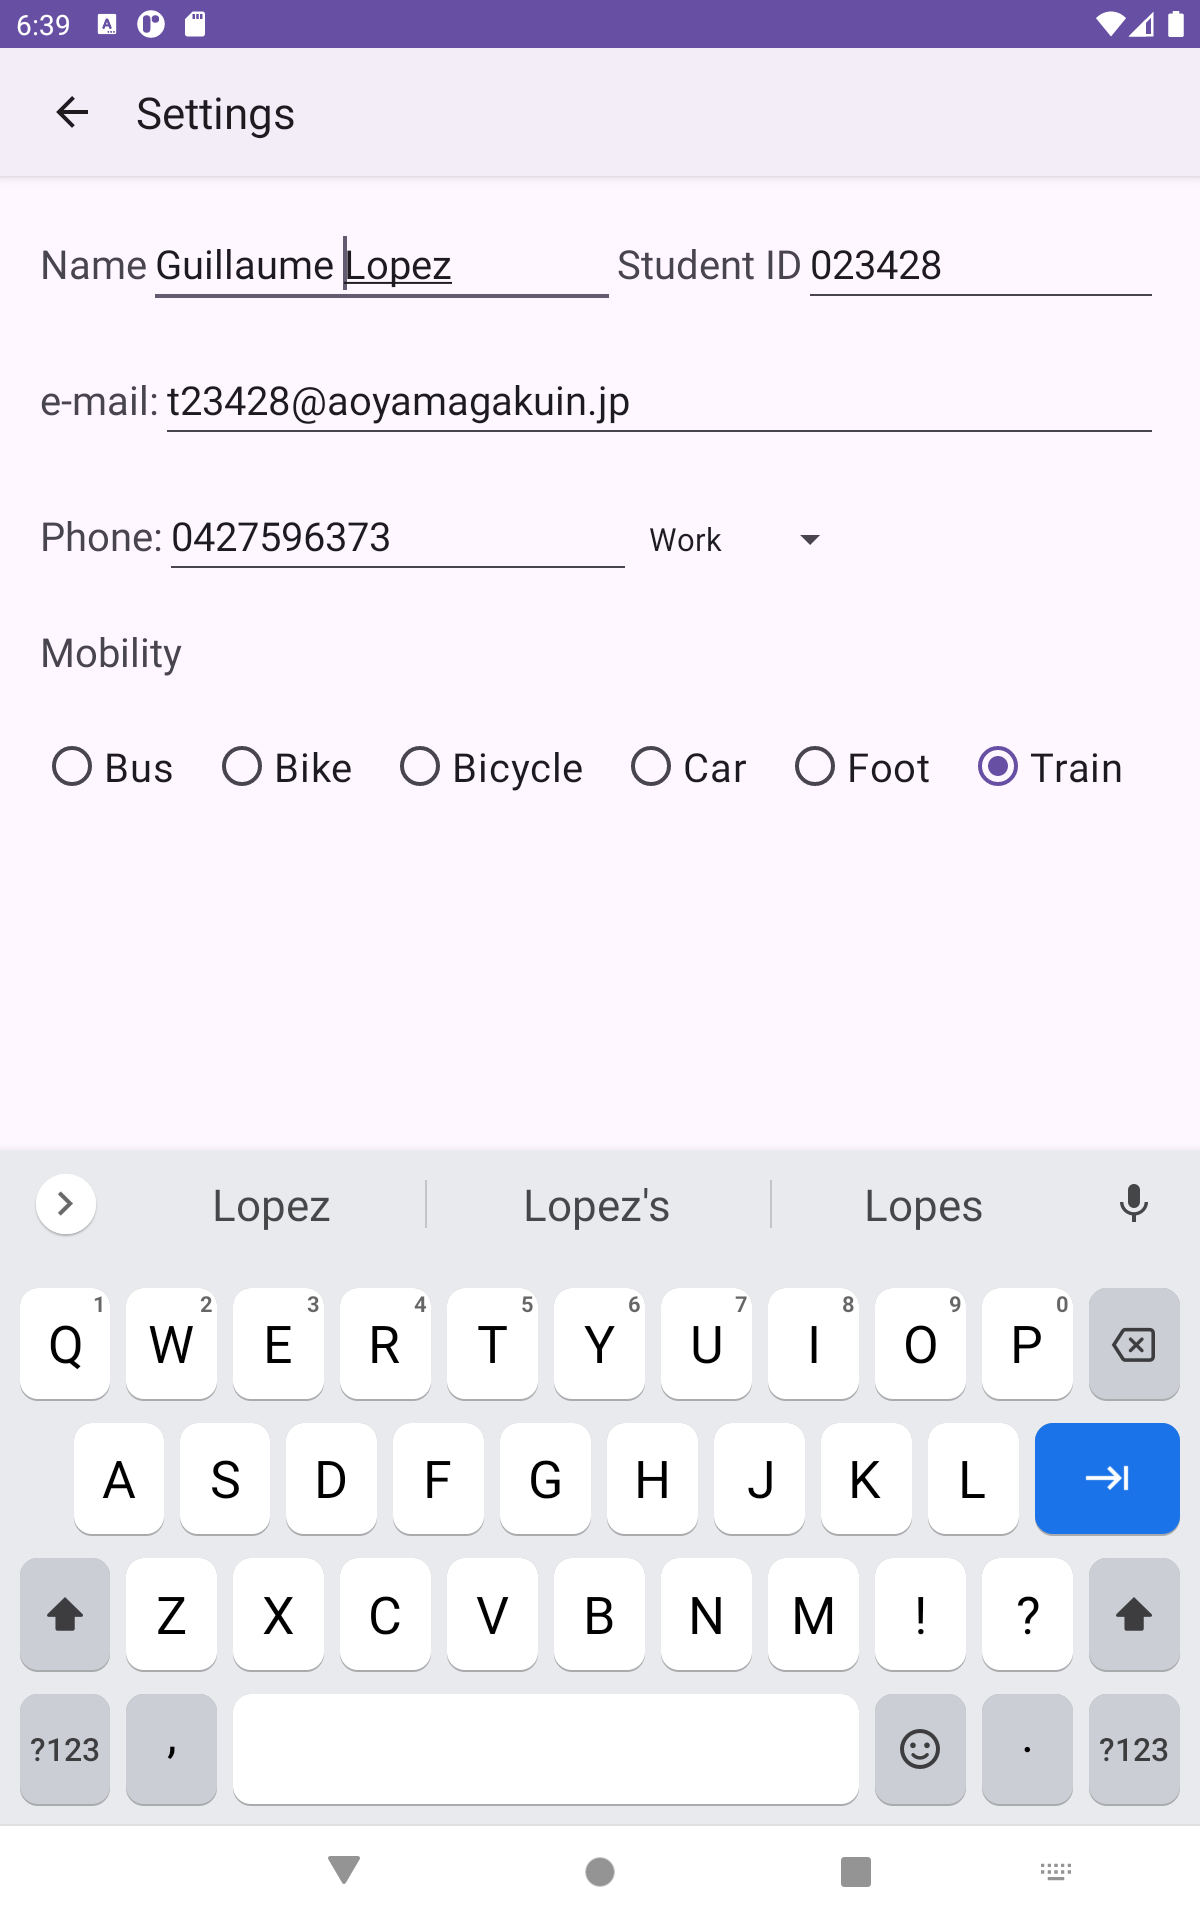 6:39
Settings
Name Guillaume Lopez Student ID 023428
e-mail: t23428@aoyamagakuin.jp
Phone: 0427596373 Work
Mobility
Bus Bike Bicycle Car Foot Train
Lopez Lopez's Lopes
Q 1 W 2 E 3 R 4 T 5 Y 6 U 7 I 8 O 9 P 0
A S D F G H J K L
Z X C V B N M ! ?
?123 , . ?123